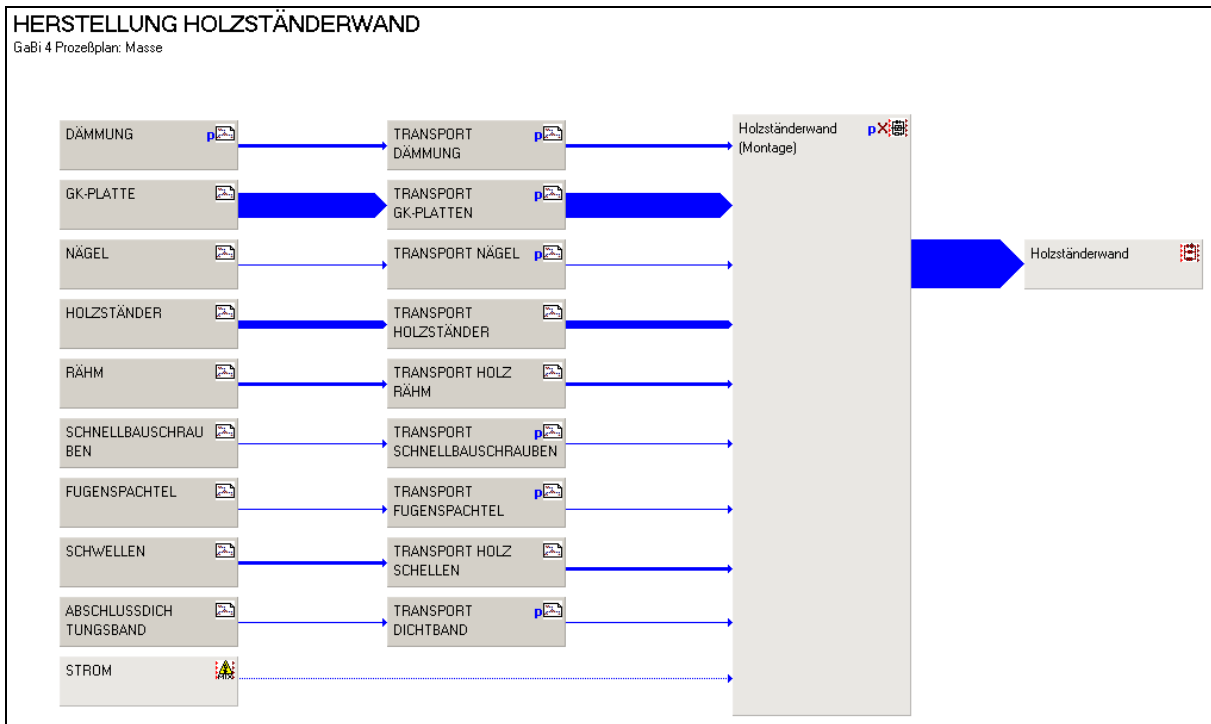 HERSTELLUNG HOLZSTÄNDERWAND
GaBi 4 Prozeßplan: Masse
DÄMMUNG
p
TRANSPORT
DÄMMUNG
p
Holzständerwand
(Montage)
p
GK-PLATTE
TRANSPORT
GK-PLATTEN
p
NÄGEL
TRANSPORT NÄGEL
p
Holzständerwand
HOLZSTÄNDER
TRANSPORT
HOLZSTÄNDER
RÄHM
TRANSPORT HOLZ
RÄHM
SCHNELLBAUSCHRAU
BEN
TRANSPORT
SCHNELLBAUSCHRAUBEN
p
FUGENSPACHTEL
TRANSPORT
FUGENSPACHTEL
p
SCHWELLEN
TRANSPORT HOLZ
SCHELLEN
ABSCHLUSSDICH
TUNGSBAND
TRANSPORT
DICHTBAND
p
STROM
MIX